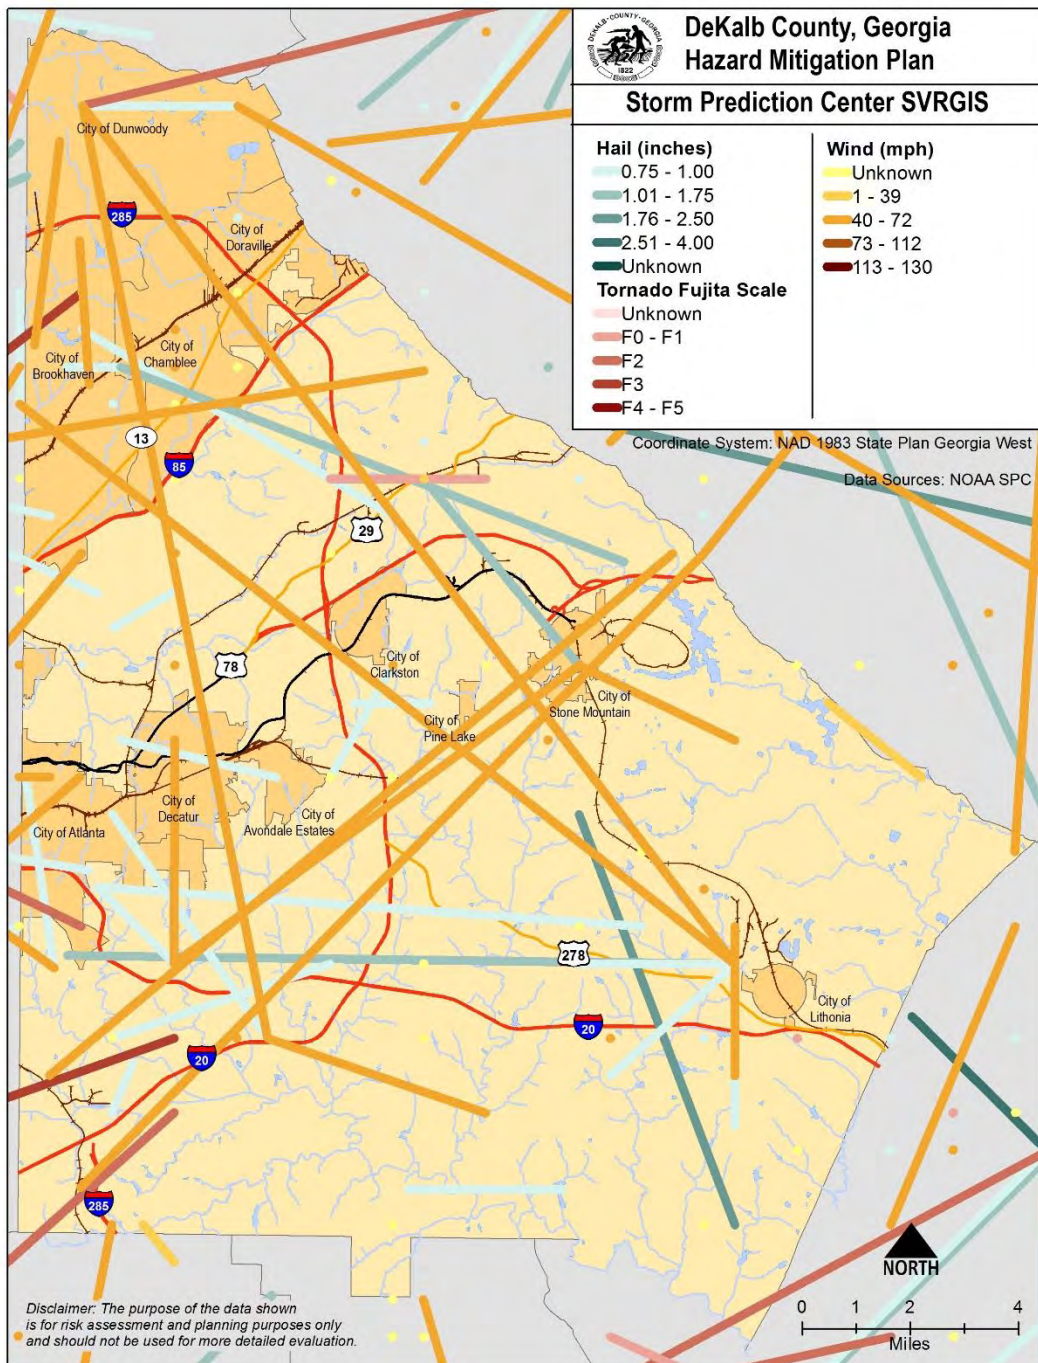 DEKALB·COUNTY·GEORGIA
1822
DeKalb County, Georgia
Hazard Mitigation Plan
Storm Prediction Center SVRGIS
Hail (inches)
0.75 - 1.00
1.01 - 1.75
1.76 - 2.50
2.51 - 4.00
Unknown
Tornado Fujita Scale
Unknown
F0 - F1
F2
F3
F4 - F5
Wind (mph)
Unknown
1 - 39
40 - 72
73 - 112
113 - 130
Coordinate System: NAD 1983 State Plan Georgia West
Data Sources: NOAA SPC
City of Dunwoody
285
City of
Doraville
City of
Chamblee
City of
Brookhaven
13
85
29
78
City of
Clarkston
City of
Stone Mountain
City of
Pine Lake
City of
Decatur
City of Atlanta
City of
Avondale Estates
278
City of
Lithonia
20
20
285
NORTH
0 1 2 4
Miles
Disclaimer: The purpose of the data shown
is for risk assessment and planning purposes only
and should not be used for more detailed evaluation.